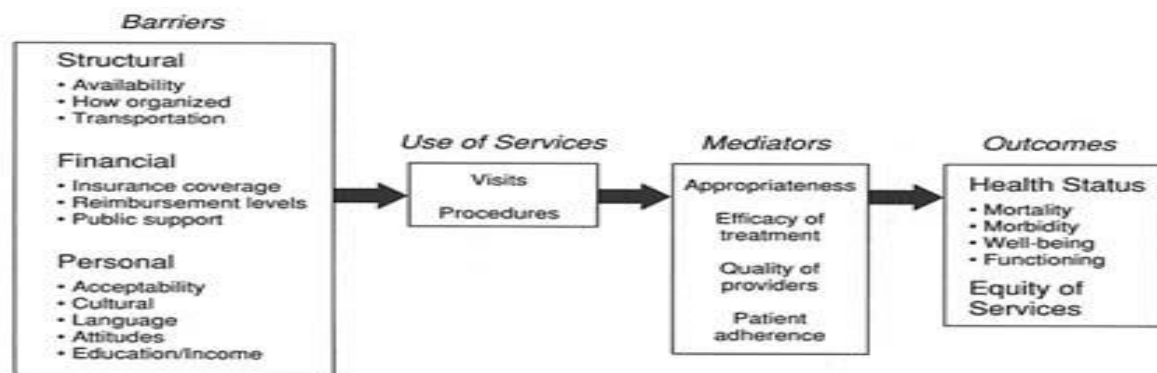 Barriers
Structural
• Availability
• How organized
• Transportation
Financial
• Insurance coverage
• Reimbursement levels
• Public support
Personal
• Acceptability
• Cultural
• Language
• Attitudes
• Education/Income
Use of Services
Visits
Procedures
Mediators
Appropriateness
Efficacy of
treatment
Quality of
providers
Patient
adherence
Outcomes
Health Status
• Mortality
• Morbidity
• Well-being
• Functioning
Equity of
Services